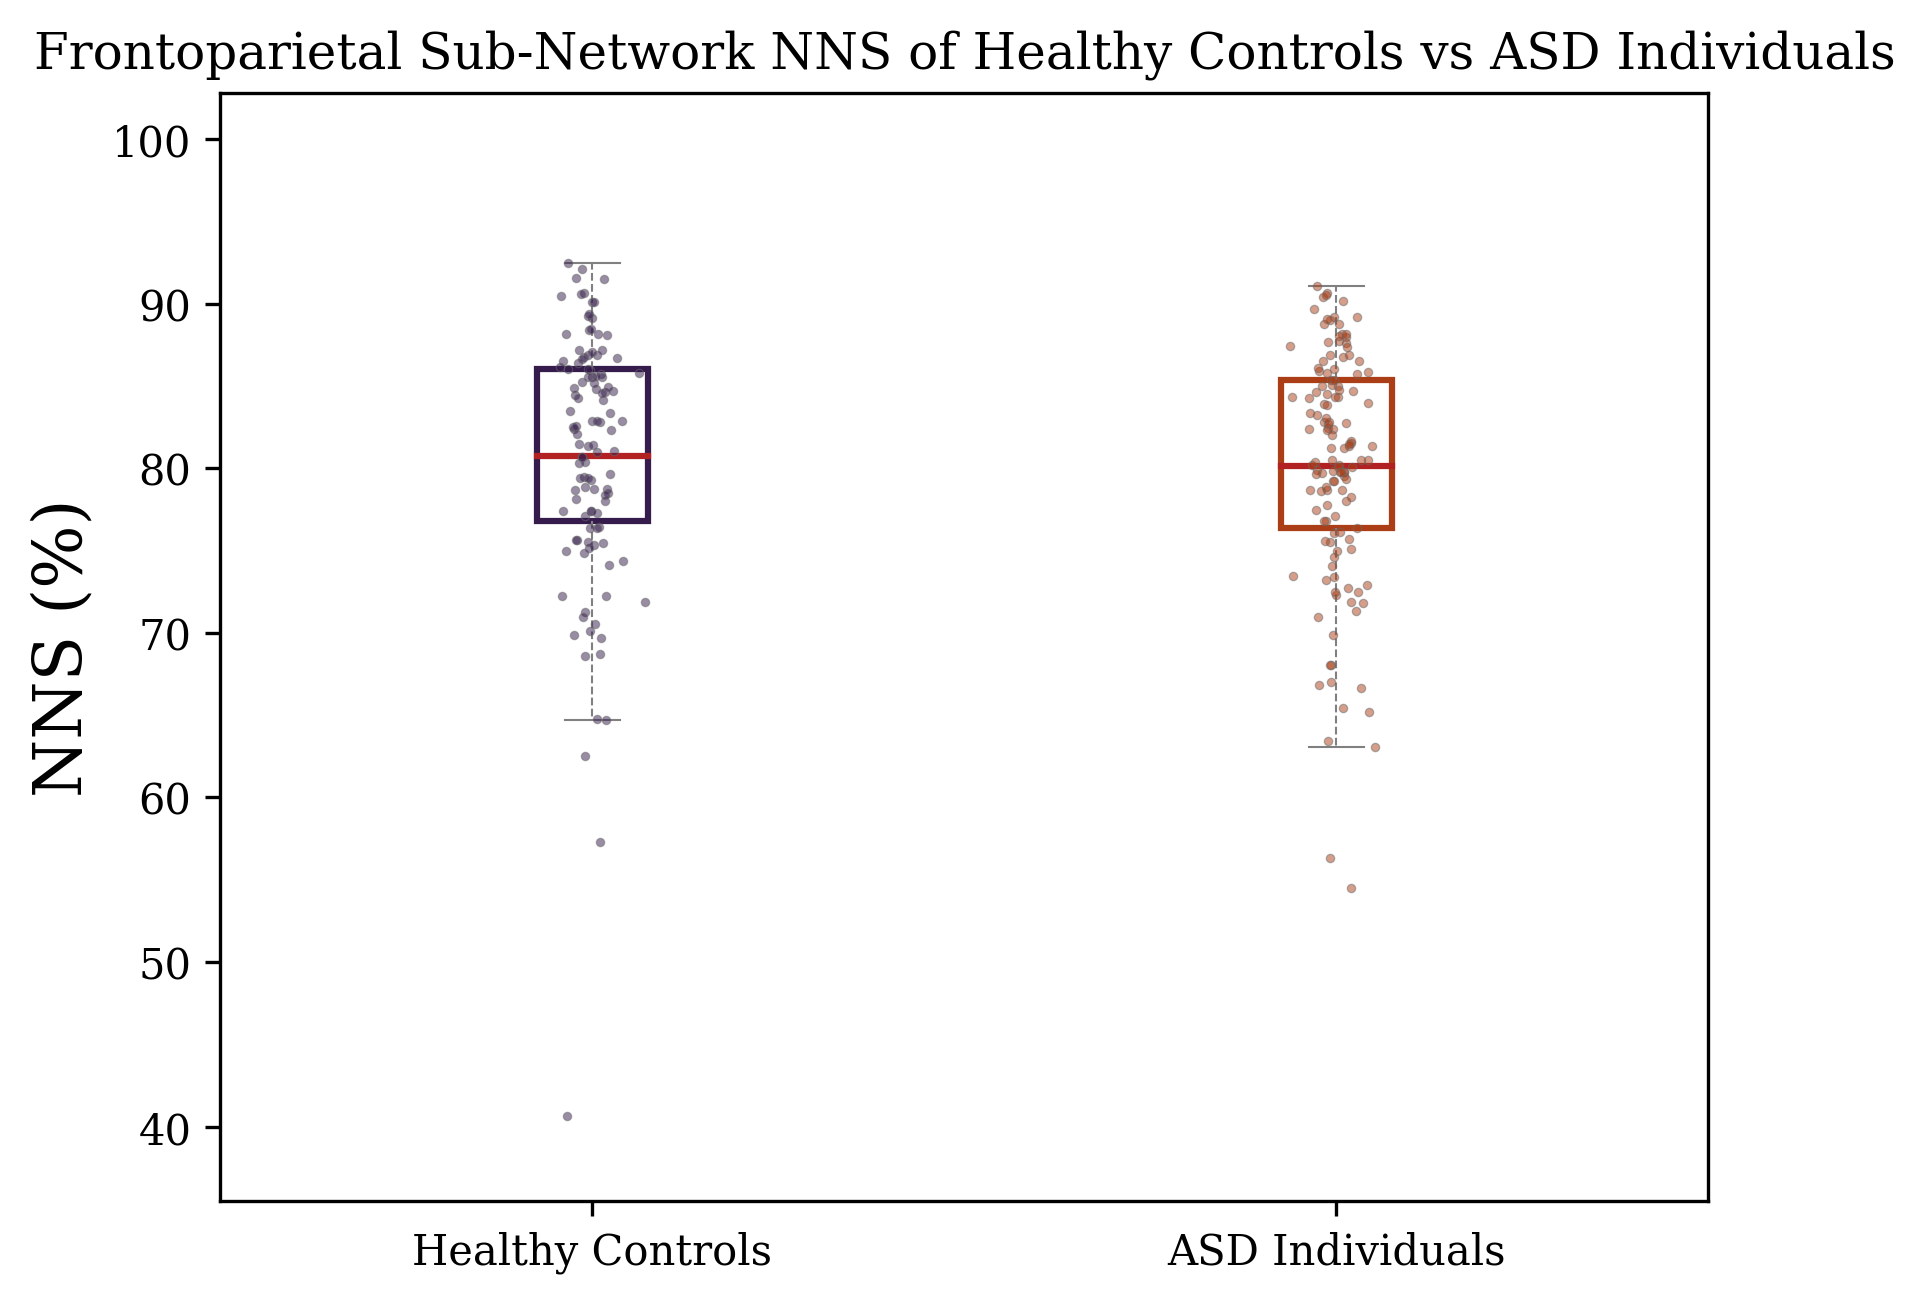 Frontoparietal Sub-Network NNS of Healthy Controls vs ASD Individuals
NNS (%)
100
90
80
70
60
50
40
Healthy Controls
ASD Individuals